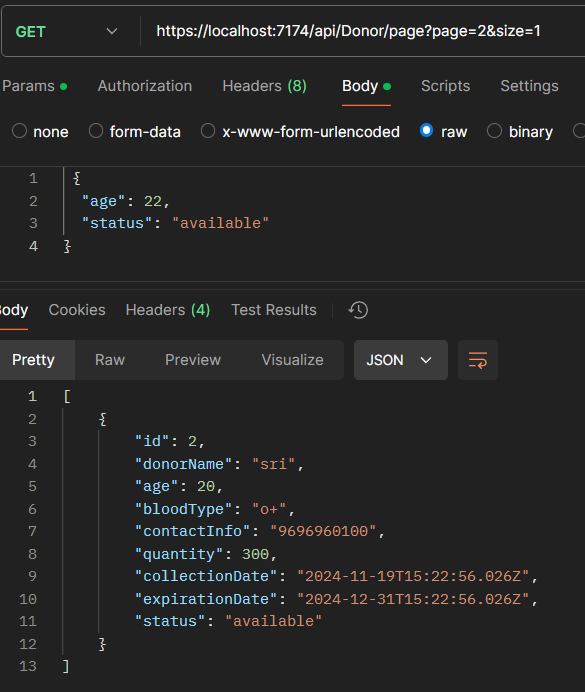 GET https://localhost:7174/api/Donor/page?page=2&size=1
Params Authorization Headers (8) Body Scripts Settings
none form-data x-www-form-urlencoded raw binary
1 {
2 "age": 22,
3 "status": "available"
4 }
Body Cookies Headers (4) Test Results
Pretty Raw Preview Visualize JSON
1 [
2 {
3 "id": 2,
4 "donorName": "sri",
5 "age": 20,
6 "bloodType": "o+",
7 "contactInfo": "9696960100",
8 "quantity": 300,
9 "collectionDate": "2024-11-19T15:22:56.026Z",
10 "expirationDate": "2024-12-31T15:22:56.026Z",
11 "status": "available"
12 }
13 ]